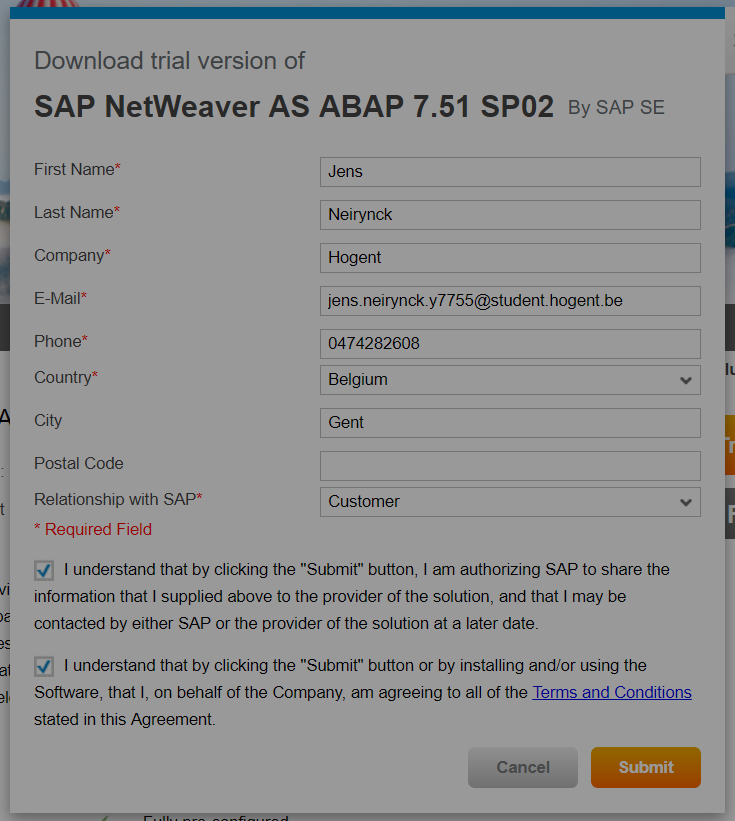 Download trial version of
SAP NetWeaver AS ABAP 7.51 SP02 By SAP SE
First Name* Jens
Last Name* Neirynck
Company* Hogent
E-Mail* jens.neirynck.y7755@student.hogent.be
Phone* 0474282608
Country* Belgium
City Gent
Postal Code
Relationship with SAP* Customer
* Required Field
I understand that by clicking the "Submit" button, I am authorizing SAP to share the
information that I supplied above to the provider of the solution, and that I may be
contacted by either SAP or the provider of the solution at a later date.
I understand that by clicking the "Submit" button or by installing and/or using the
Software, that I, on behalf of the Company, am agreeing to all of the Terms and Conditions
stated in this Agreement.
Cancel Submit